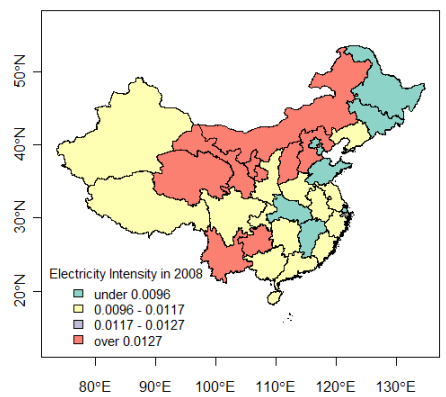 50°N
40°N
30°N
20°N
Electricity Intensity in 2008
under 0.0096
0.0096 - 0.0117
0.0117 - 0.0127
over 0.0127
80°E 90°E 100°E 110°E 120°E 130°E